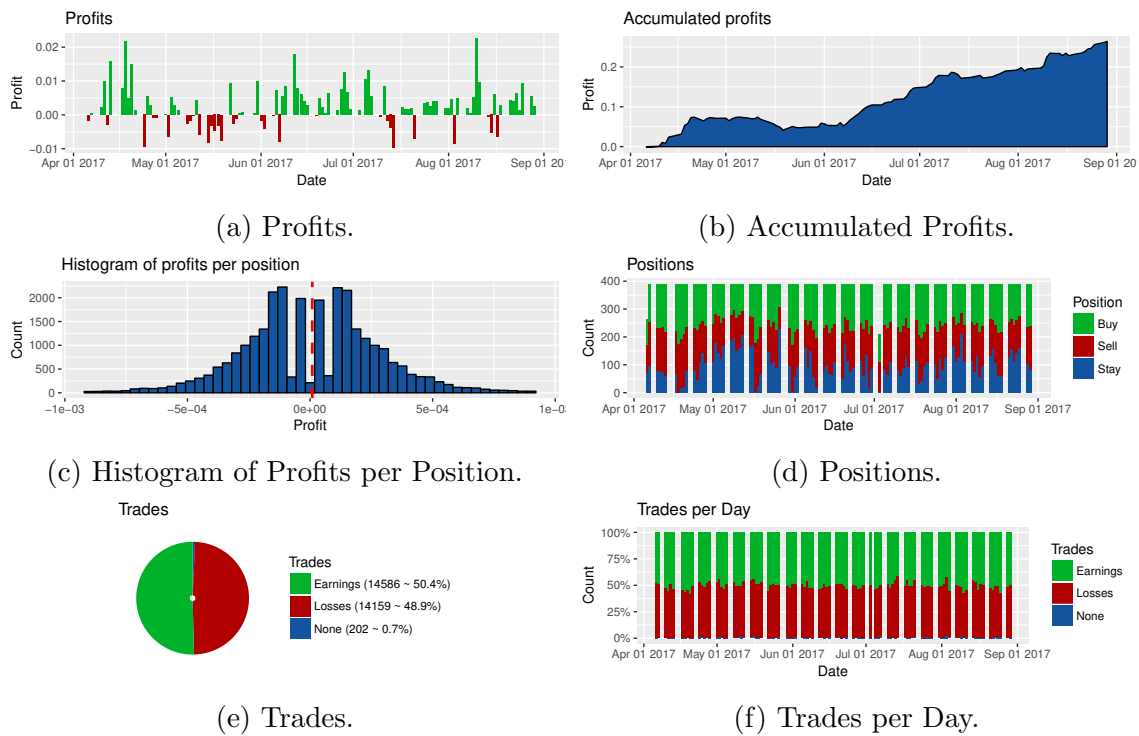 Profits
0.02
0.01
0.00
−0.01
Profit
Apr 01 2017 May 01 2017 Jun 01 2017 Jul 01 2017 Aug 01 2017 Sep 01 20
Date
(a) Profits.
Accumulated profits
0.2
0.1
0.0
Profit
Apr 01 2017 May 01 2017 Jun 01 2017 Jul 01 2017 Aug 01 2017 Sep 01 20
Date
(b) Accumulated Profits.
Histogram of profits per position
2000
1500
1000
500
0
Count
−1e−03 −5e−04 0e+00 5e−04 1e−0
Profit
(c) Histogram of Profits per Position.
Positions
400
300
200
100
0
Count
Apr 01 2017 May 01 2017 Jun 01 2017 Jul 01 2017 Aug 01 2017 Sep 01 2017
Date
Position
Buy
Sell
Stay
(d) Positions.
Trades
Trades
Earnings (14586 ~ 50.4%)
Losses (14159 ~ 48.9%)
None (202 ~ 0.7%)
(e) Trades.
Trades per Day
100%
75%
50%
25%
0%
Count
Apr 01 2017 May 01 2017 Jun 01 2017 Jul 01 2017 Aug 01 2017 Sep 01 2017
Date
Trades
Earnings
Losses
None
(f) Trades per Day.